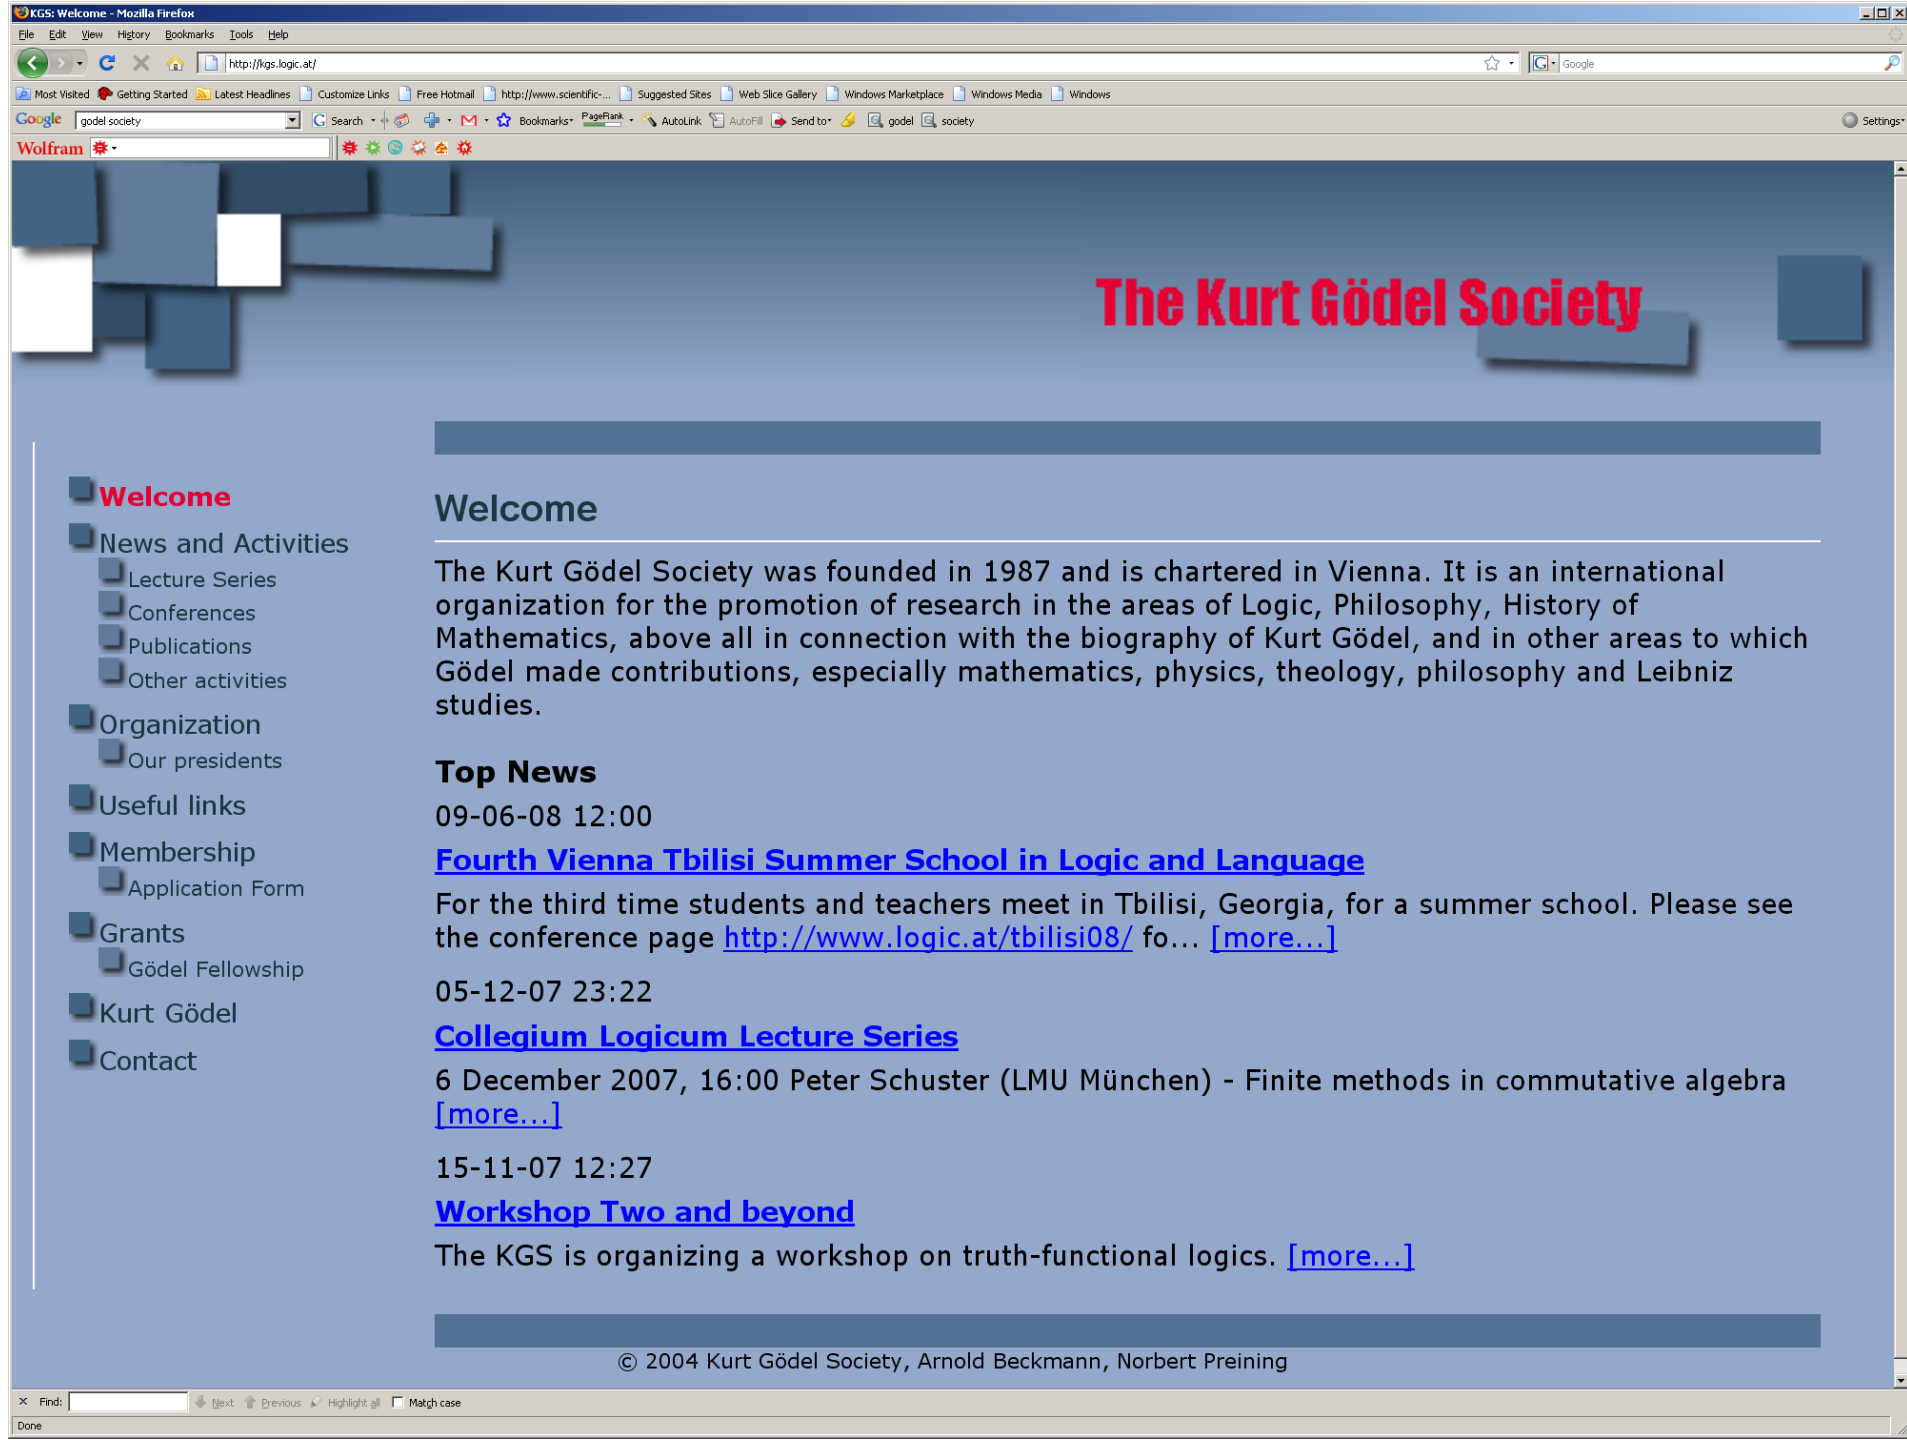 KGS: Welcome - Mozilla Firefox
File Edit View History Bookmarks Tools Help
http://kgs.logic.at/
Google
Most Visited Getting Started Latest Headlines Customize Links Free Hotmail http://www.scientific-... Suggested Sites Web Slice Gallery Windows Marketplace Windows Media Windows
Google godel society Search Bookmarks PageRank AutoLink AutoFill Send to godel society Settings
Wolfram
The Kurt Gödel Society
Welcome
News and Activities
Lecture Series
Conferences
Publications
Other activities
Organization
Our presidents
Useful links
Membership
Application Form
Grants
Gödel Fellowship
Kurt Gödel
Contact
Welcome
The Kurt Gödel Society was founded in 1987 and is chartered in Vienna. It is an international
organization for the promotion of research in the areas of Logic, Philosophy, History of
Mathematics, above all in connection with the biography of Kurt Gödel, and in other areas to which
Gödel made contributions, especially mathematics, physics, theology, philosophy and Leibniz
studies.
Top News
09-06-08 12:00
Fourth Vienna Tbilisi Summer School in Logic and Language
For the third time students and teachers meet in Tbilisi, Georgia, for a summer school. Please see
the conference page http://www.logic.at/tbilisi08/ fo... [more...]
05-12-07 23:22
Collegium Logicum Lecture Series
6 December 2007, 16:00 Peter Schuster (LMU München) - Finite methods in commutative algebra
[more...]
15-11-07 12:27
Workshop Two and beyond
The KGS is organizing a workshop on truth-functional logics. [more...]
© 2004 Kurt Gödel Society, Arnold Beckmann, Norbert Preining
Find: Next Previous Highlight all Match case
Done